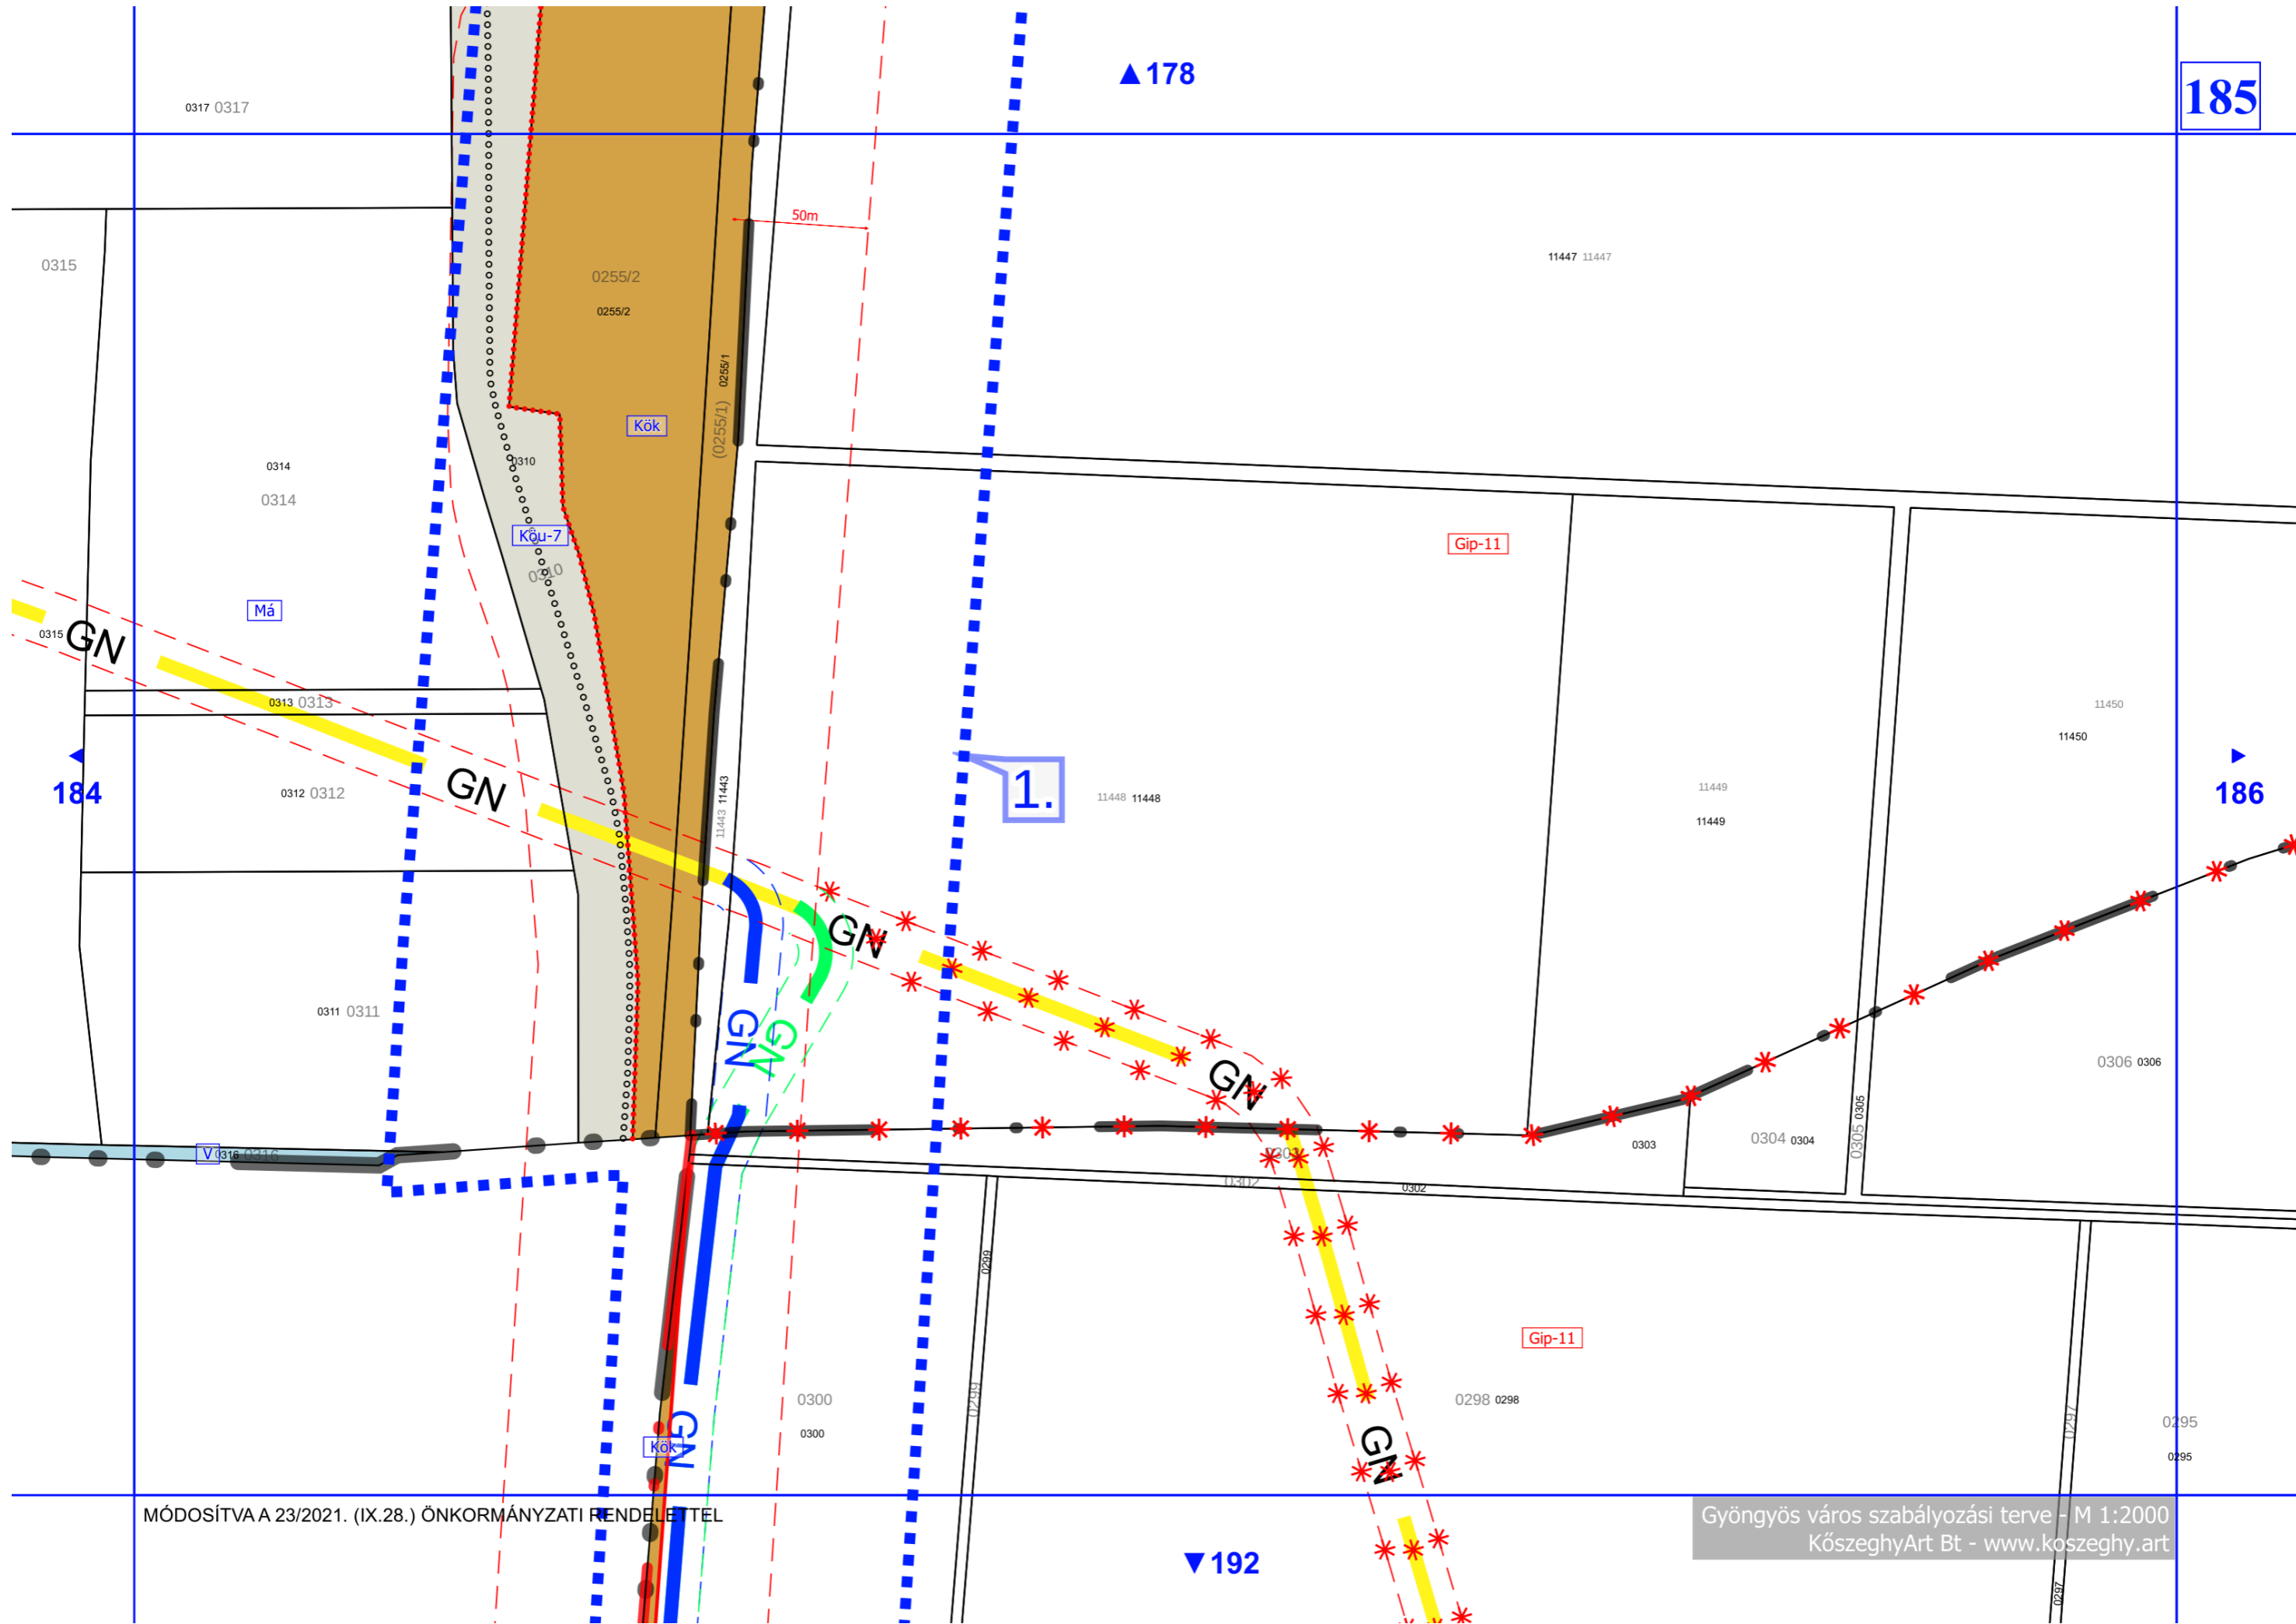 ▲178
185
0317 0317
50m
0315
11447 11447
0255/2
0255/2
0255/1
(0255/1)
Kök
0310
0314
0314
Köu-7
Gip-11
0310
Má
0315
GN
0313 0313
11450
11450
184
GN
0312 0312
11443 11443
1.
11448 11448
11449
11449
186
GN
0311 0311
GN
GN
GN
0306 0306
0305 0305
0303
0304 0304
V
0316 0316
0303
0302
0302
0299
0299
Gip-11
0300
0300
0298 0298
0297
0295
0295
Kök
GN
GN
MÓDOSÍTVA A 23/2021. (IX.28.) ÖNKORMÁNYZATI RENDELETTEL
Gyöngyös város szabályozási terve - M 1:2000
KőszeghyArt Bt - www.koszeghy.art
▼192
0297